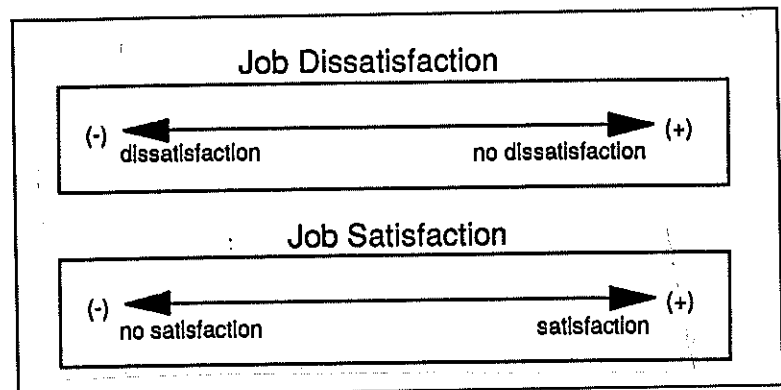 Job Dissatisfaction
(-) (+)
dissatisfaction no dissatisfaction
Job Satisfaction
(-) (+)
no satisfaction satisfaction